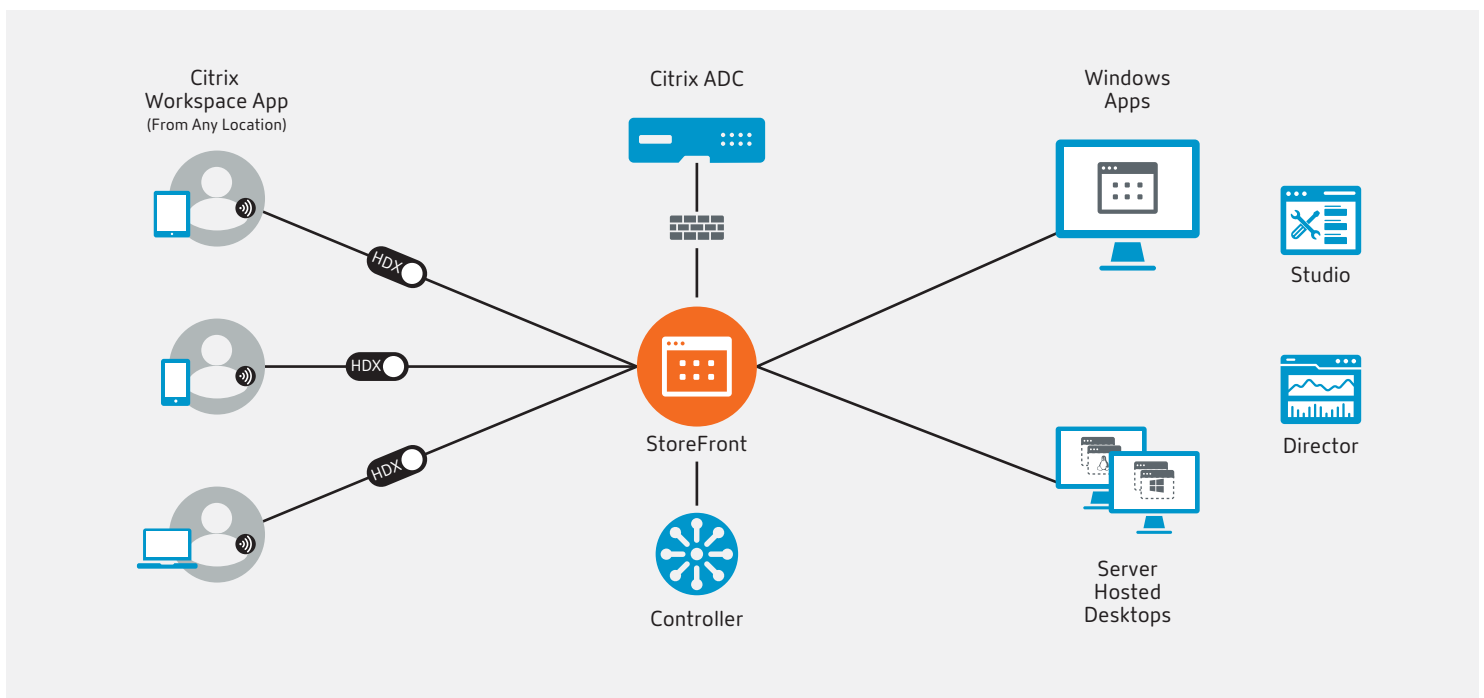 Citrix
Workspace App
(From Any Location)
Citrix ADC
Windows
Apps
HDX
HDX
HDX
StoreFront
Controller
Server
Hosted
Desktops
Studio
Director